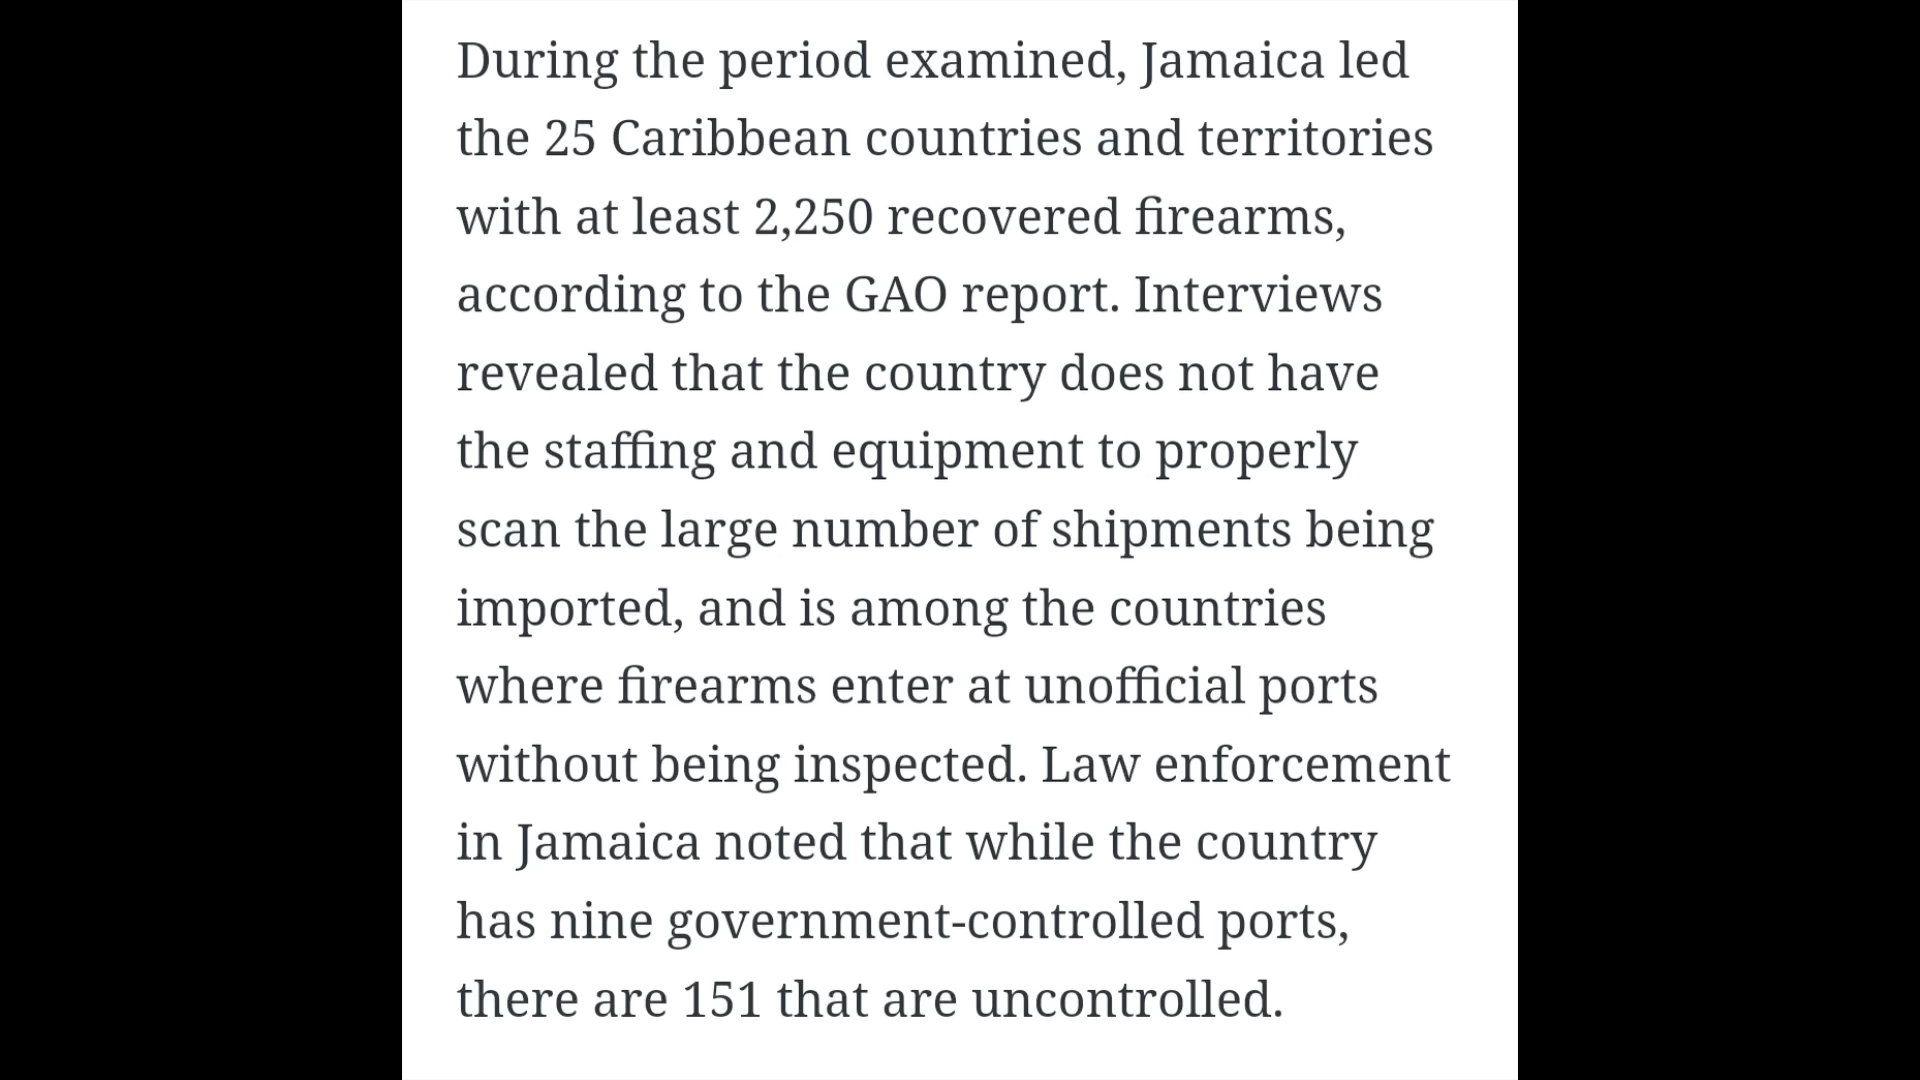 During the period examined, Jamaica led
the 25 Caribbean countries and territories
with at least 2,250 recovered firearms,
according to the GAO report. Interviews
revealed that the country does not have
the staffing and equipment to properly
scan the large number of shipments being
imported, and is among the countries
where firearms enter at unofficial ports
without being inspected. Law enforcement
in Jamaica noted that while the country
has nine government-controlled ports,
there are 151 that are uncontrolled.